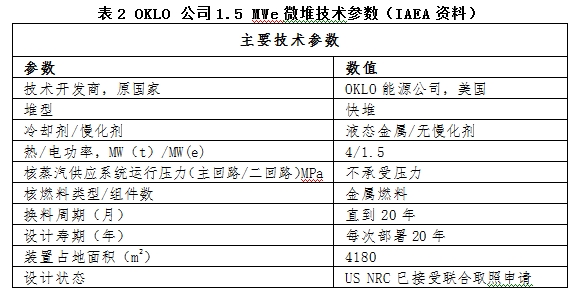 表 2 OKLO 公司 1.5 MWe 微堆技术参数（IAEA 资料）
主要技术参数
参数 数值
技术开发商，原国家 OKLO 能源公司，美国
堆型 快堆
冷却剂/慢化剂 液态金属/无慢化剂
热/电功率，MW（t）/MW(e) 4/1.5
核蒸汽供应系统运行压力(主回路/二回路)MPa 不承受压力
核燃料类型/组件数 金属燃料
换料周期（月） 直到 20 年
设计寿期（年） 每次部署 20 年
装置占地面积（m²） 4180
设计状态 US NRC 已接受联合取照申请